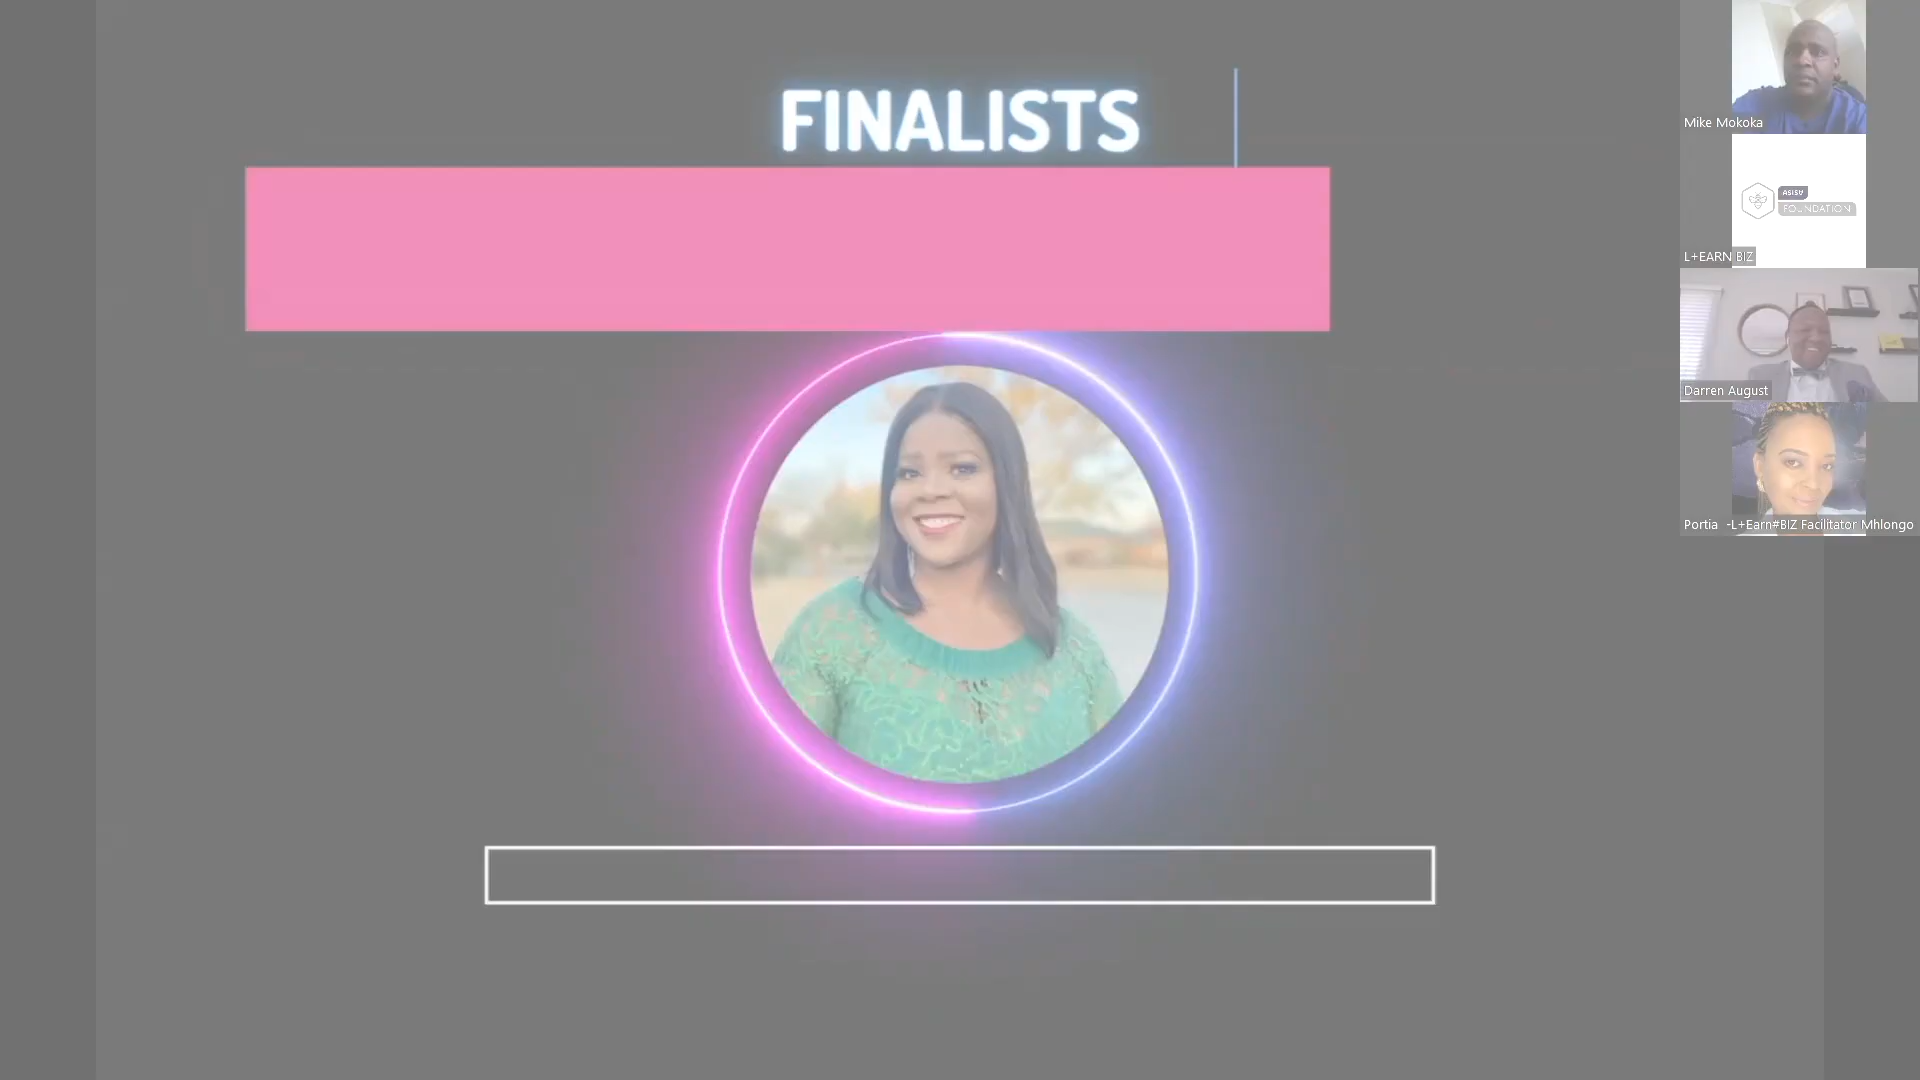 FINALISTS
Mike Mokoka
ASISA
FOUNDATION
L+EARN BIZ
Darren August
Portia -L+Earn#BIZ Facilitator Mhlongo